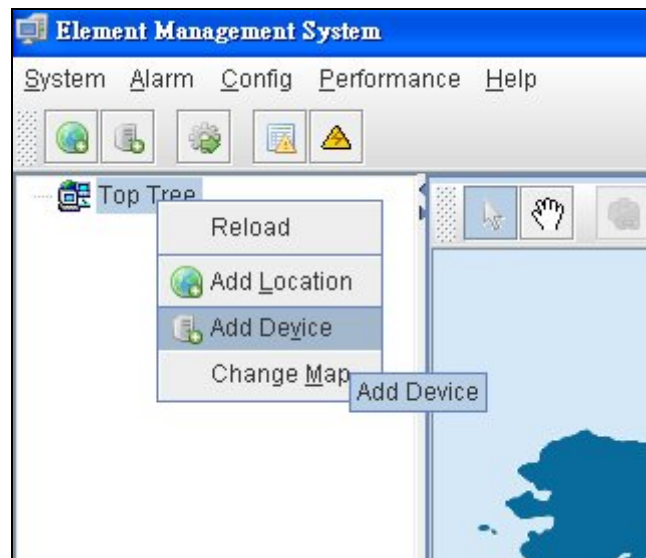 Element Management System
System Alarm Config Performance Help
Top Tree
Reload
Add Location
Add Device
Change Map
Add Device